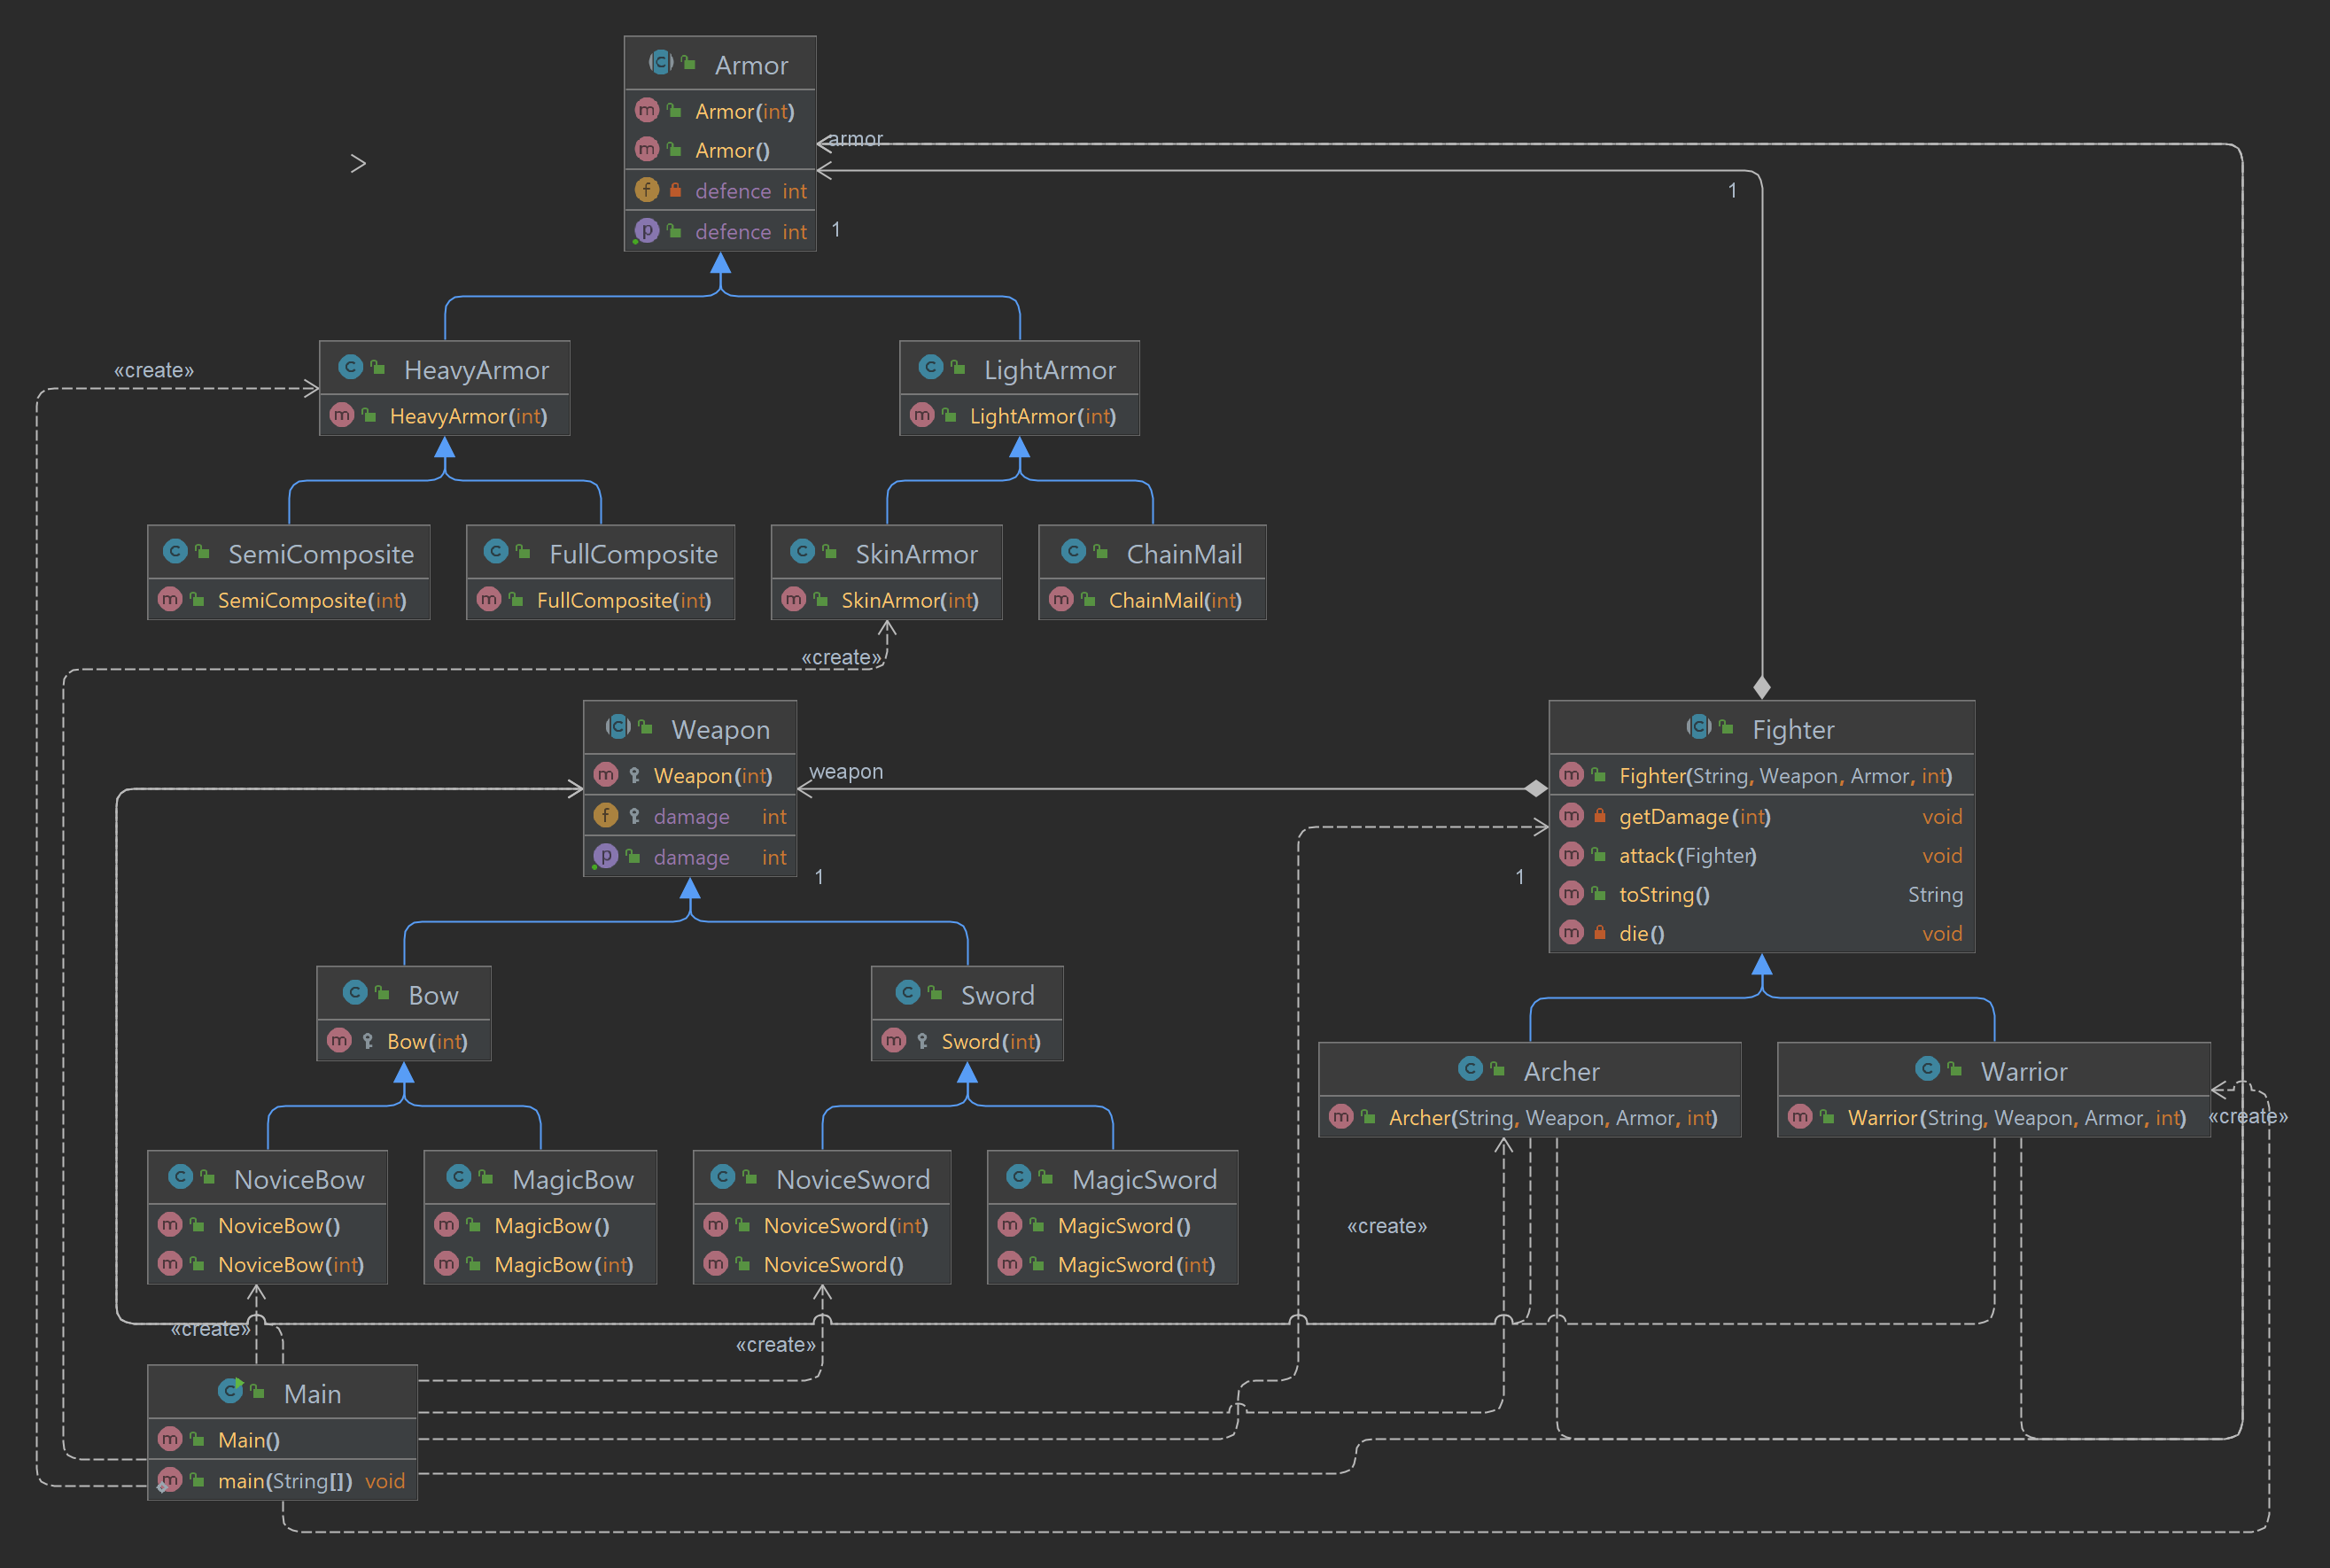 Armor
Armor(int)
armor
Armor()
defence int
1
defence int
1
«create»
HeavyArmor
HeavyArmor(int)
LightArmor
LightArmor(int)
SemiComposite
SemiComposite(int)
FullComposite
FullComposite(int)
SkinArmor
SkinArmor(int)
ChainMail
ChainMail(int)
«create»
Weapon
Weapon(int)
damage int
damage int
weapon
1
1
Fighter
Fighter(String, Weapon, Armor, int)
getDamage(int) void
attack(Fighter) void
toString() String
die() void
Bow
Bow(int)
Sword
Sword(int)
Archer
Archer(String, Weapon, Armor, int)
Warrior
Warrior(String, Weapon, Armor, int)
«create»
NoviceBow
NoviceBow()
NoviceBow(int)
MagicBow
MagicBow()
MagicBow(int)
NoviceSword
NoviceSword(int)
NoviceSword()
MagicSword
MagicSword()
MagicSword(int)
«create»
«create»
«create»
Main
Main()
main(String[]) void